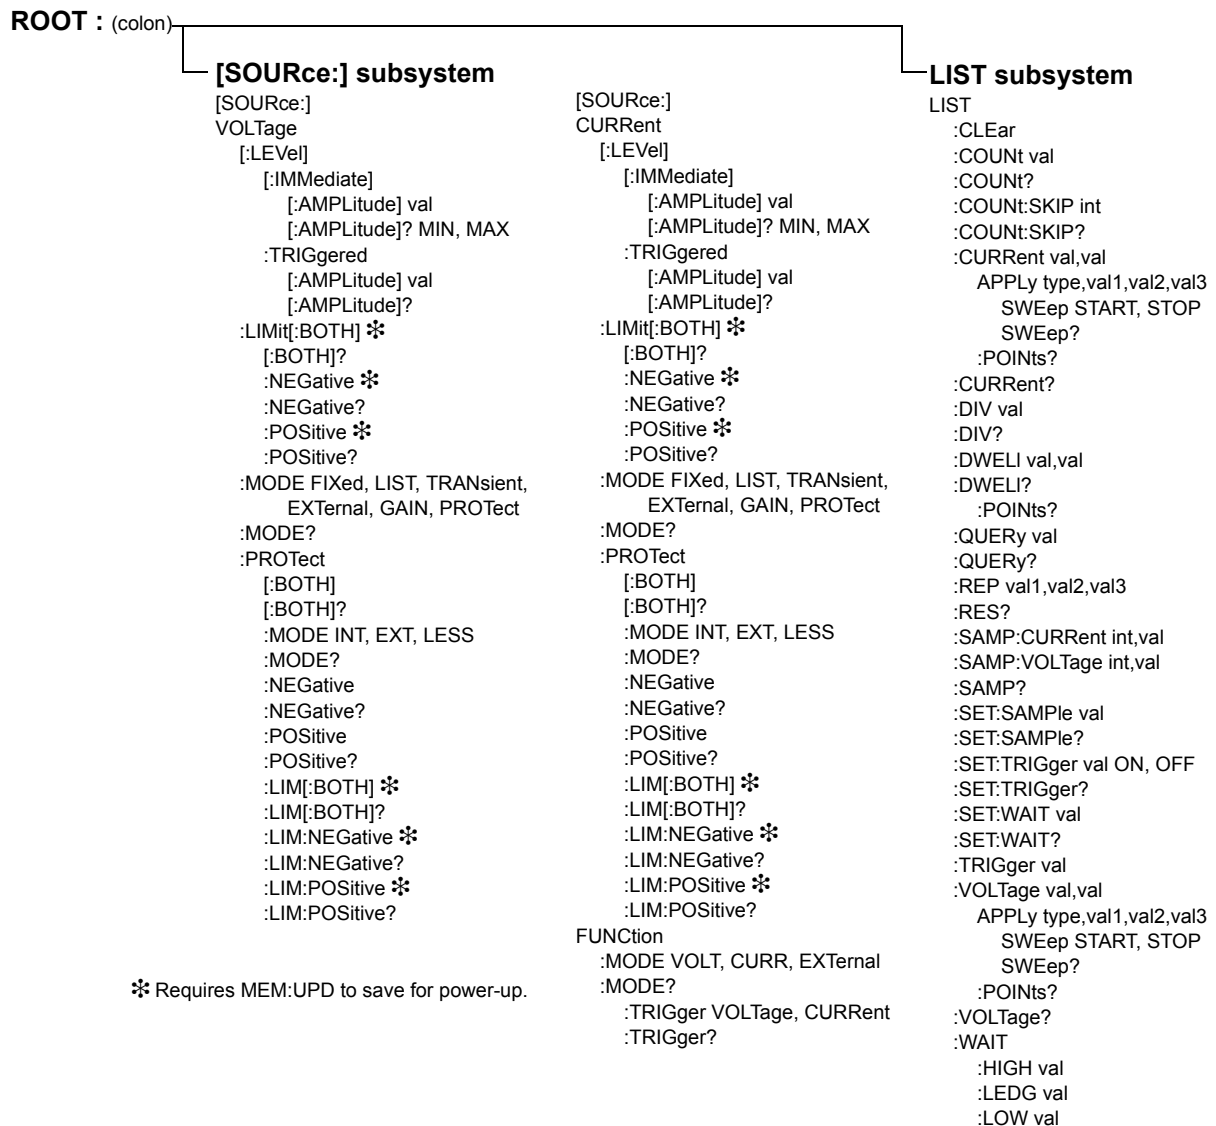 ROOT : (colon)
[SOURce:] subsystem
[SOURce:]
VOLTage
[:LEVel]
[:IMMediate]
[:AMPLitude] val
[:AMPLitude]? MIN, MAX
:TRIGgered
[:AMPLitude] val
[:AMPLitude]?
:LIMit[:BOTH] ✻
[:BOTH]?
:NEGative ✻
:NEGative?
:POSitive ✻
:POSitive?
:MODE FIXed, LIST, TRANsient,
EXTernal, GAIN, PROTect
:MODE?
:PROTect
[:BOTH]
[:BOTH]?
:MODE INT, EXT, LESS
:MODE?
:NEGative
:NEGative?
:POSitive
:POSitive?
:LIM[:BOTH] ✻
:LIM[:BOTH]?
:LIM:NEGative ✻
:LIM:NEGative?
:LIM:POSitive ✻
:LIM:POSitive?
✻ Requires MEM:UPD to save for power-up.
[SOURce:]
CURRent
[:LEVel]
[:IMMediate]
[:AMPLitude] val
[:AMPLitude]? MIN, MAX
:TRIGgered
[:AMPLitude] val
[:AMPLitude]?
:LIMit[:BOTH] ✻
[:BOTH]?
:NEGative ✻
:NEGative?
:POSitive ✻
:POSitive?
:MODE FIXed, LIST, TRANsient,
EXTernal, GAIN, PROTect
:MODE?
:PROTect
[:BOTH]
[:BOTH]?
:MODE INT, EXT, LESS
:MODE?
:NEGative
:NEGative?
:POSitive
:POSitive?
:LIM[:BOTH] ✻
:LIM[:BOTH]?
:LIM:NEGative ✻
:LIM:NEGative?
:LIM:POSitive ✻
:LIM:POSitive?
FUNCtion
:MODE VOLT, CURR, EXTernal
:MODE?
:TRIGger VOLTage, CURRent
:TRIGger?
LIST subsystem
LIST
:CLEar
:COUNt val
:COUNt?
:COUNt:SKIP int
:COUNt:SKIP?
:CURRent val,val
APPLy type,val1,val2,val3
SWEep START, STOP
SWEep?
:POINts?
:CURRent?
:DIV val
:DIV?
:DWELl val,val
:DWELl?
:POINts?
:QUERy val
:QUERy?
:REP val1,val2,val3
:RES?
:SAMP:CURRent int,val
:SAMP:VOLTage int,val
:SAMP?
:SET:SAMPle val
:SET:SAMPle?
:SET:TRIGger val ON, OFF
:SET:TRIGger?
:SET:WAIT val
:SET:WAIT?
:TRIGger val
:VOLTage val,val
APPLy type,val1,val2,val3
SWEep START, STOP
SWEep?
:POINts?
:VOLTage?
:WAIT
:HIGH val
:LEDG val
:LOW val